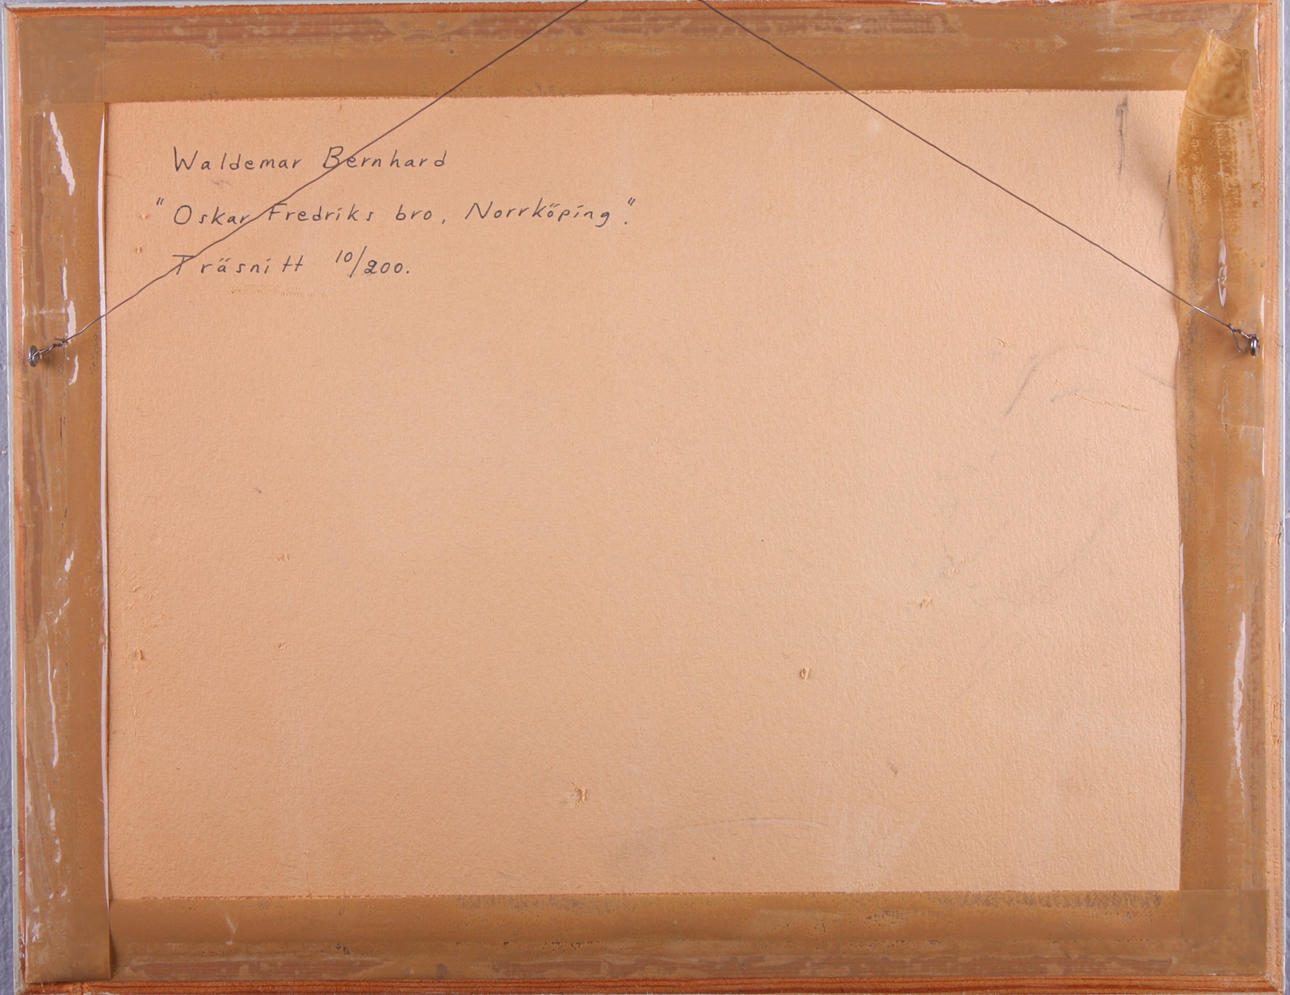 Waldemar Bernhard
"Oskar Fredriks bro, Norrköping".
Träsnitt 10/200.